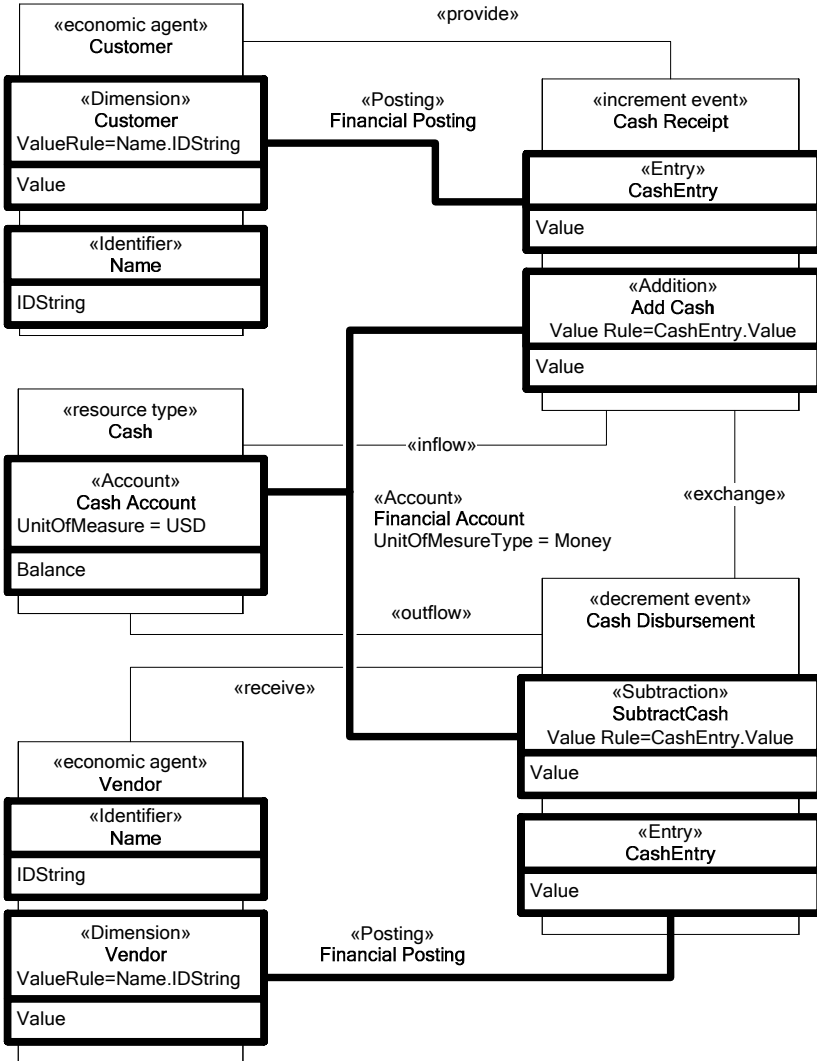 «economic agent»
Customer
«Dimension»
Customer
ValueRule=Name.IDString
Value
«Identifier»
Name
IDString
«provide»
«Posting»
Financial Posting
«increment event»
Cash Receipt
«Entry»
CashEntry
Value
«Addition»
Add Cash
Value Rule=CashEntry.Value
Value
«resource type»
Cash
«Account»
Cash Account
UnitOfMeasure = USD
Balance
«inflow»
«Account»
Financial Account
UnitOfMesureType = Money
«exchange»
«outflow»
«receive»
«decrement event»
Cash Disbursement
«Subtraction»
SubtractCash
Value Rule=CashEntry.Value
Value
«Entry»
CashEntry
Value
«economic agent»
Vendor
«Identifier»
Name
IDString
«Dimension»
Vendor
ValueRule=Name.IDString
Value
«Posting»
Financial Posting